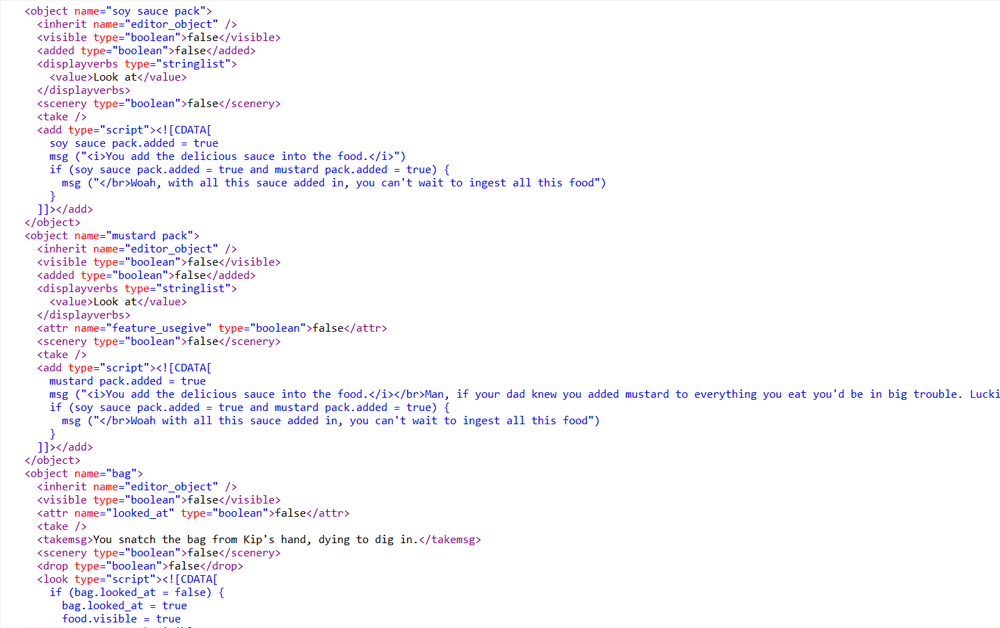 <object name="soy sauce pack">
<inherit name="editor_object" />
<visible type="boolean">false</visible>
<added type="boolean">false</added>
<displayverbs type="stringlist">
<value>Look at</value>
</displayverbs>
<scenery type="boolean">false</scenery>
<take />
<add type="script"><![CDATA[
soy sauce pack.added = true
msg ("<i>You add the delicious sauce into the food.</i>")
if (soy sauce pack.added = true and mustard pack.added = true) {
msg ("</br>Woah, with all this sauce added in, you can't wait to ingest all this food")
}
]]></add>
</object>
<object name="mustard pack">
<inherit name="editor_object" />
<visible type="boolean">false</visible>
<added type="boolean">false</added>
<displayverbs type="stringlist">
<value>Look at</value>
</displayverbs>
<attr name="feature_usegive" type="boolean">false</attr>
<scenery type="boolean">false</scenery>
<take />
<add type="script"><![CDATA[
mustard pack.added = true
msg ("<i>You add the delicious sauce into the food.</i></br>Man, if your dad knew you added mustard to everything you eat you'd be in big trouble. Lucki
if (soy sauce pack.added = true and mustard pack.added = true) {
msg ("</br>Woah with all this sauce added in, you can't wait to ingest all this food")
}
]]></add>
</object>
<object name="bag">
<inherit name="editor_object" />
<visible type="boolean">false</visible>
<attr name="looked_at" type="boolean">false</attr>
<take />
<takemsg>You snatch the bag from Kip's hand, dying to dig in.</takemsg>
<scenery type="boolean">false</scenery>
<drop type="boolean">false</drop>
<look type="script"><![CDATA[
if (bag.looked_at = false) {
bag.looked_at = true
food.visible = true